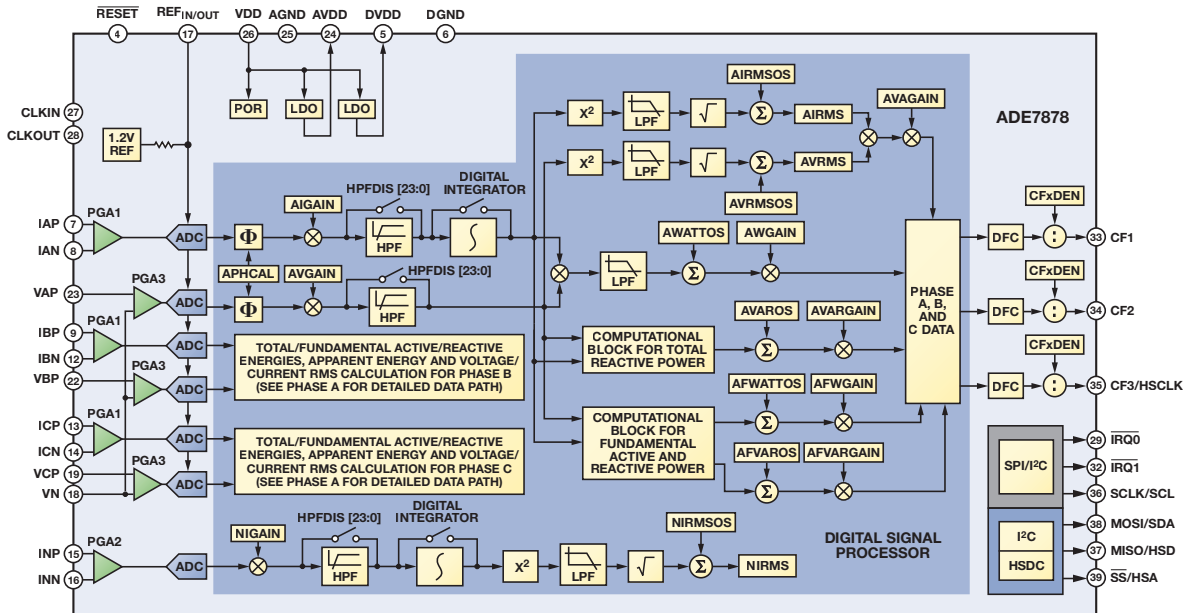 RESET
REF IN/OUT
VDD
AGND
AVDD
DVDD
DGND
4
17
26
25
24
5
6
CLKIN 27
CLKOUT 28
POR
LDO
LDO
1.2V
REF
ADE7878
AIRMSOS
AVAGAIN
X²
LPF
√
Σ
AIRMS
X²
LPF
√
Σ
AVRMS
AVRMSOS
HPFDIS [23:0]
DIGITAL
INTEGRATOR
AIGAIN
PGA1
IAP 7
IAN 8
ADC
Φ
HPF
∫
APHCAL
AVGAIN
HPFDIS [23:0]
PGA3
VAP 23
ADC
Φ
HPF
AWATTOS
AWGAIN
LPF
Σ
PHASE
A, B,
AND
C DATA
CFxDEN
DFC
:
33 CF1
CFxDEN
DFC
:
34 CF2
CFxDEN
DFC
:
35 CF3/HSCLK
IBP 9
PGA1
IBN 12
ADC
VBP 22
PGA3
ADC
TOTAL/FUNDAMENTAL ACTIVE/REACTIVE
ENERGIES, APPARENT ENERGY AND VOLTAGE/
CURRENT RMS CALCULATION FOR PHASE B
(SEE PHASE A FOR DETAILED DATA PATH)
COMPUTATIONAL
BLOCK FOR TOTAL
REACTIVE POWER
AVAROS
AVARGAIN
Σ
ICP 13
PGA1
ICN 14
ADC
VCP 19
PGA3
VN 18
ADC
TOTAL/FUNDAMENTAL ACTIVE/REACTIVE
ENERGIES, APPARENT ENERGY AND VOLTAGE/
CURRENT RMS CALCULATION FOR PHASE C
(SEE PHASE A FOR DETAILED DATA PATH)
COMPUTATIONAL
BLOCK FOR
FUNDAMENTAL
ACTIVE AND
REACTIVE POWER
AFWATTOS
AFWGAIN
Σ
AFVAROS
AFVARGAIN
Σ
SPI/I²C
29 IRQ0
32 IRQ1
36 SCLK/SCL
I²C
HSDC
38 MOSI/SDA
37 MISO/HSD
39 SS/HSA
INP 15
PGA2
INN 16
ADC
NIGAIN
HPFDIS [23:0]
HPF
DIGITAL
INTEGRATOR
∫
X²
LPF
√
NIRMSOS
Σ
NIRMS
DIGITAL SIGNAL
PROCESSOR